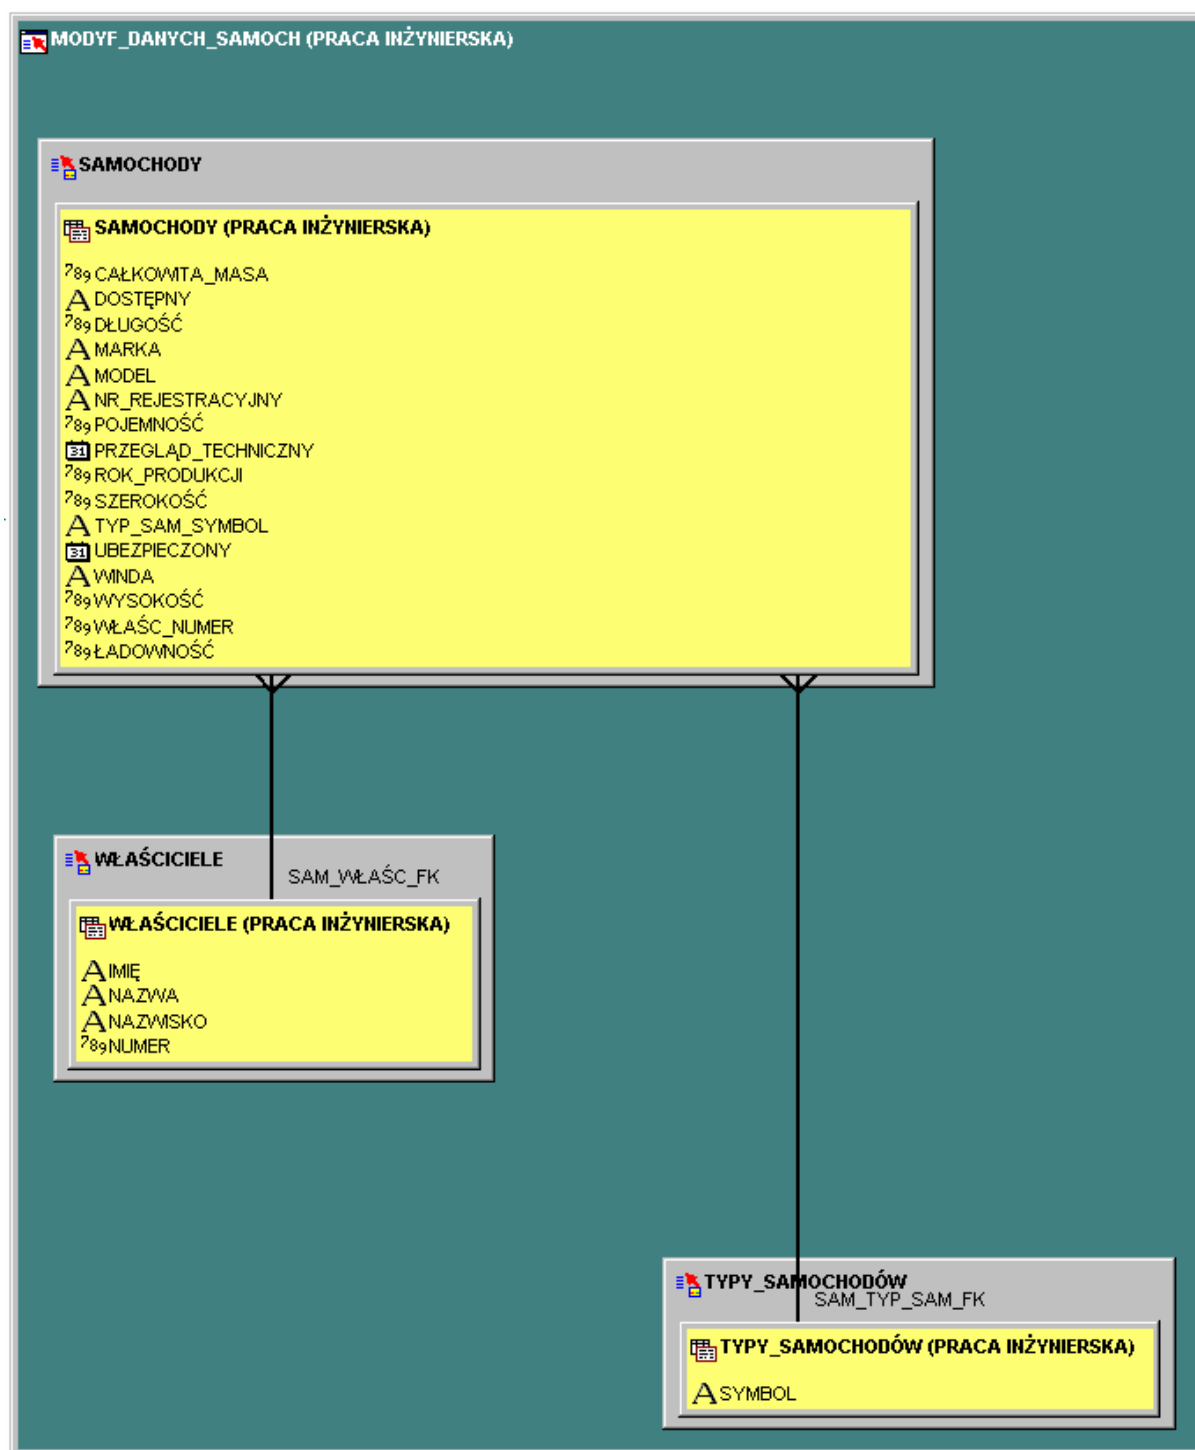 MODYF_DANYCH_SAMOCH (PRACA INŻYNIERSKA)
SAMOCHODY
SAMOCHODY (PRACA INŻYNIERSKA)
789 CAŁKOWITA_MASA
A DOSTĘPNY
789 DŁUGOŚĆ
A MARKA
A MODEL
A NR_REJESTRACYJNY
789 POJEMNOŚĆ
31 PRZEGLĄD_TECHNICZNY
789 ROK_PRODUKCJI
789 SZEROKOŚĆ
A TYP_SAM_SYMBOL
31 UBEZPIECZONY
A WINDA
789 WYSOKOŚĆ
789 WŁAŚC_NUMER
789 ŁADOWNOŚĆ
WŁAŚCICIELE
SAM_WŁAŚC_FK
WŁAŚCICIELE (PRACA INŻYNIERSKA)
A IMIĘ
A NAZWA
A NAZWISKO
789 NUMER
TYPY_SAMOCHODÓW
SAM_TYP_SAM_FK
TYPY_SAMOCHODÓW (PRACA INŻYNIERSKA)
A SYMBOL